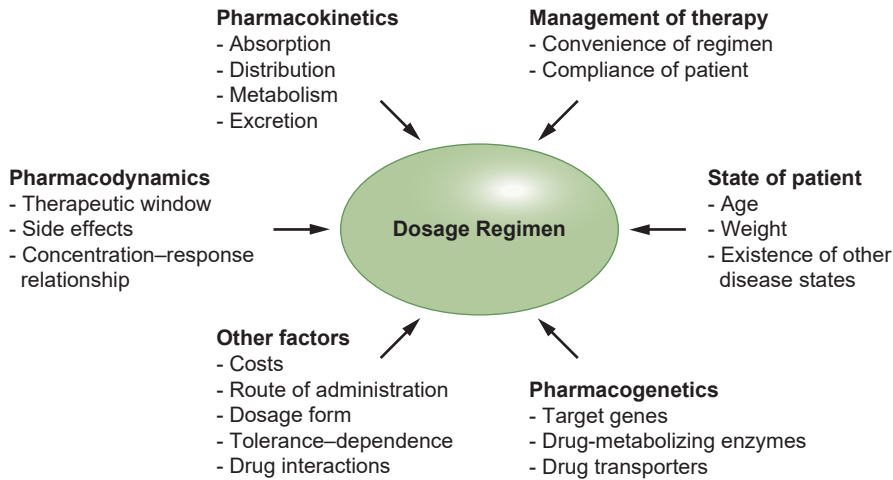 Pharmacokinetics
- Absorption
- Distribution
- Metabolism
- Excretion
Management of therapy
- Convenience of regimen
- Compliance of patient
Pharmacodynamics
- Therapeutic window
- Side effects
- Concentration–response
relationship
Dosage Regimen
State of patient
- Age
- Weight
- Existence of other
disease states
Other factors
- Costs
- Route of administration
- Dosage form
- Tolerance–dependence
- Drug interactions
Pharmacogenetics
- Target genes
- Drug-metabolizing enzymes
- Drug transporters